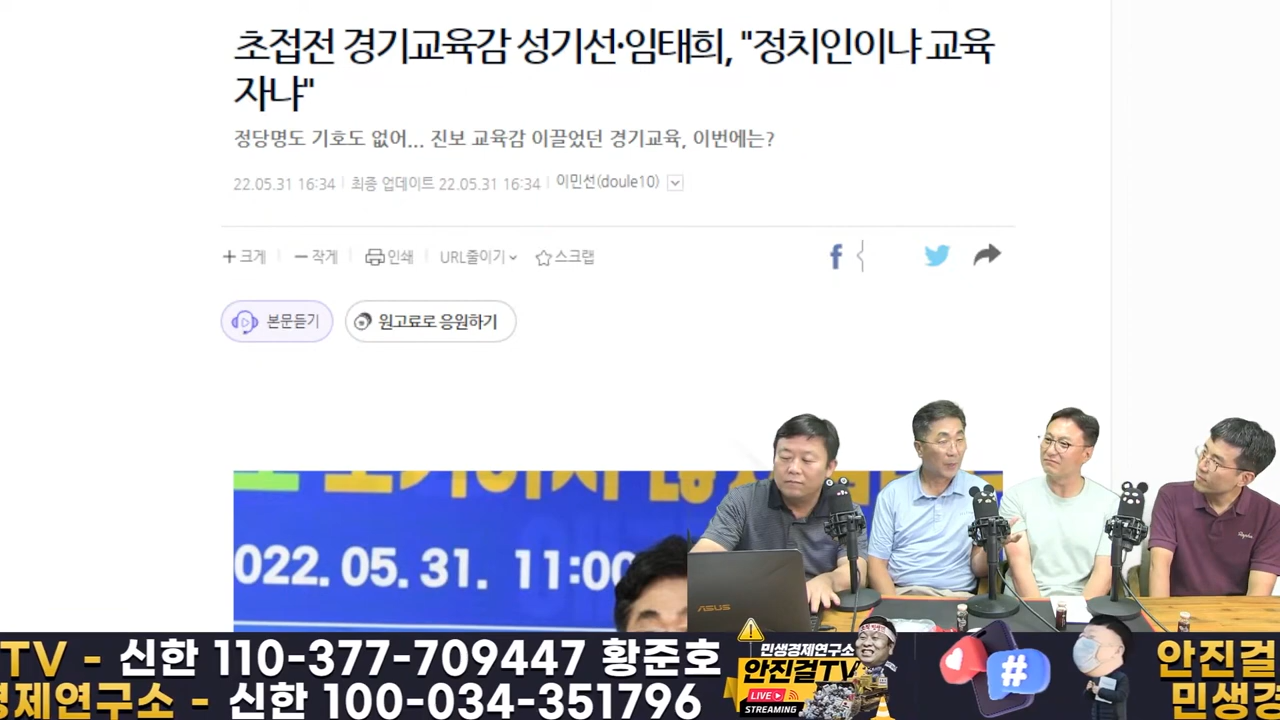 초접전 경기교육감 성기선·임태희, "정치인이냐 교육
자냐"
정당명도 기호도 없어... 진보 교육감 이끌었던 경기교육, 이번에는?
22.05.31 16:34 최종 업데이트 22.05.31 16:34 이민선(doule10)
+ 크게 - 작게 인쇄 URL줄이기 스크랩
본문듣기 원고료로 응원하기
022. 05. 31. 11:00
ASUS
TV - 신한 110-377-709447 황준호
경제연구소 - 신한 100-034-351796
민생경제연구소
안진걸TV
LIVE
STREAMING
#
안진걸
민생경